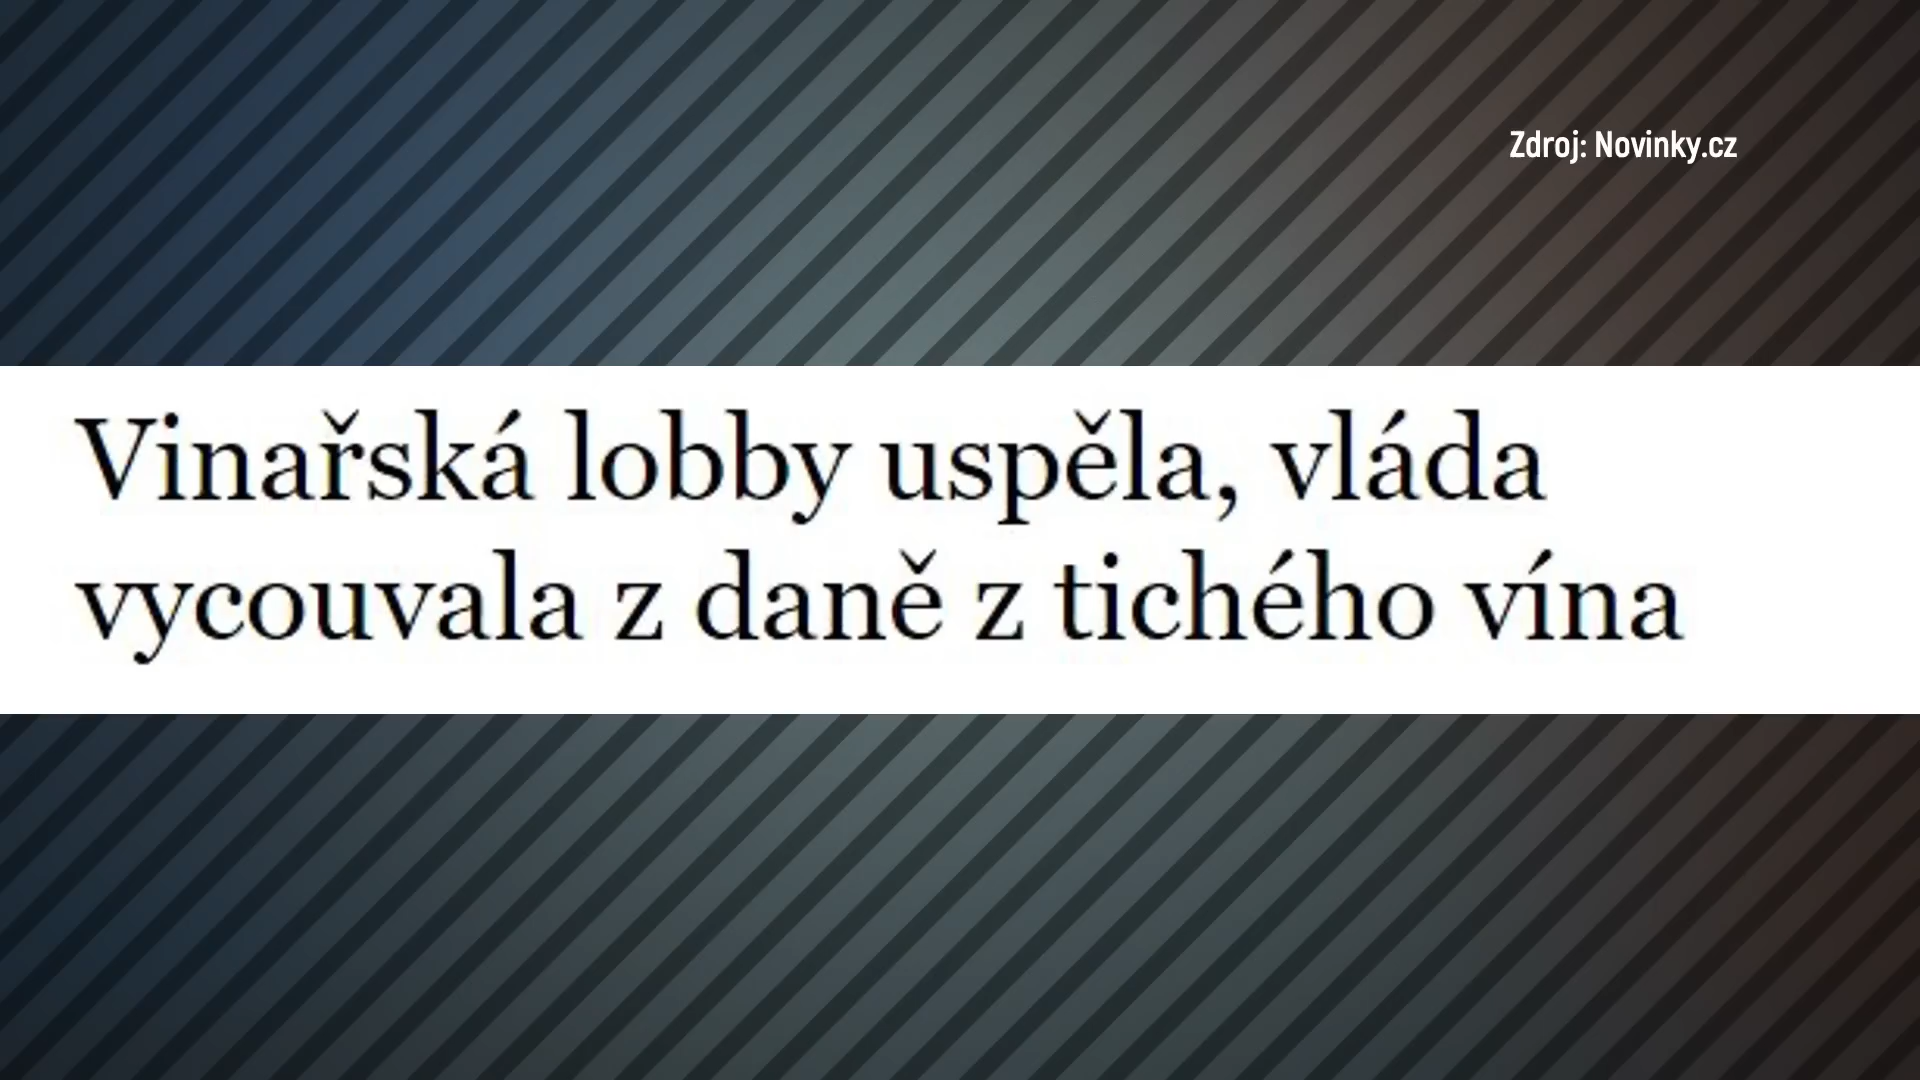 Zdroj: Novinky.cz
Vinařská lobby uspěla, vláda
vycouvala z daně z tichého vína